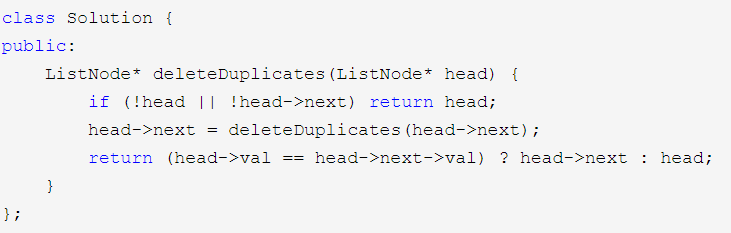 class Solution {
public:
    ListNode* deleteDuplicates(ListNode* head) {
        if (!head || !head->next) return head;
        head->next = deleteDuplicates(head->next);
        return (head->val == head->next->val) ? head->next : head;
    }
};